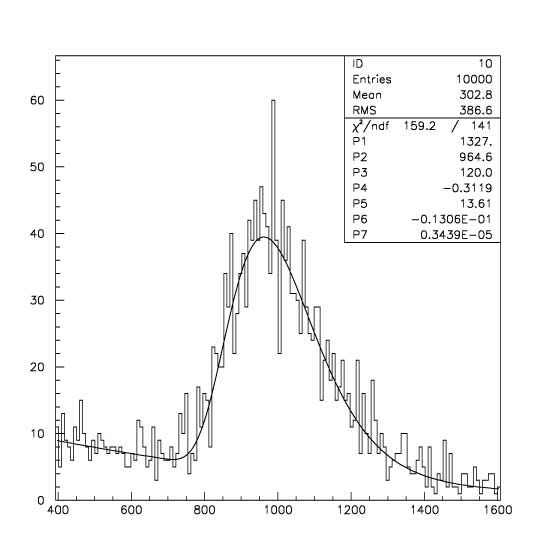 ID 10
Entries 10000
Mean 302.8
RMS 386.6
χ²/ndf 159.2 / 141
P1 1327.
P2 964.6
P3 120.0
P4 -0.3119
P5 13.61
P6 -0.1306E-01
P7 0.3439E-05
60
50
40
30
20
10
0
400 600 800 1000 1200 1400 1600